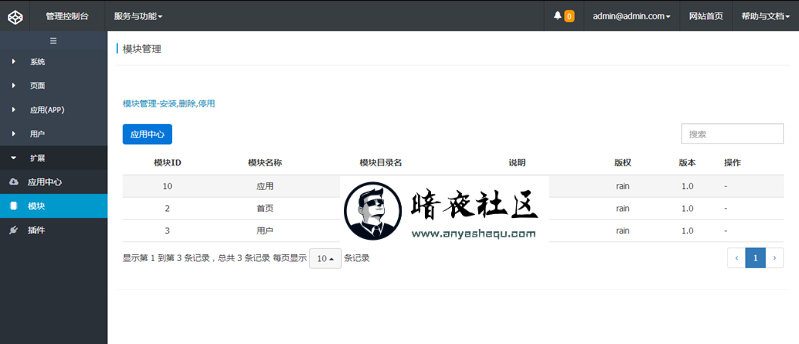 管理控制台 服务与功能 0 admin@admin.com 网站首页 帮助与文档
系统
页面
应用(APP)
用户
扩展
应用中心
模块
插件
模块管理
模块管理-安装,删除,停用
应用中心 搜索
模块ID 模块名称 模块目录名 说明 版权 版本 操作
10 应用 rain 1.0 -
2 首页 rain 1.0 -
3 用户 rain 1.0 -
暗夜社区
www.anyeshequ.com
显示第 1 到第 3 条记录，总共 3 条记录 每页显示 10 条记录 ‹ 1 ›